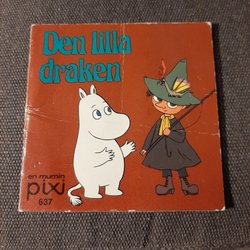 Den lilla
draken
en mumin
pixi
637